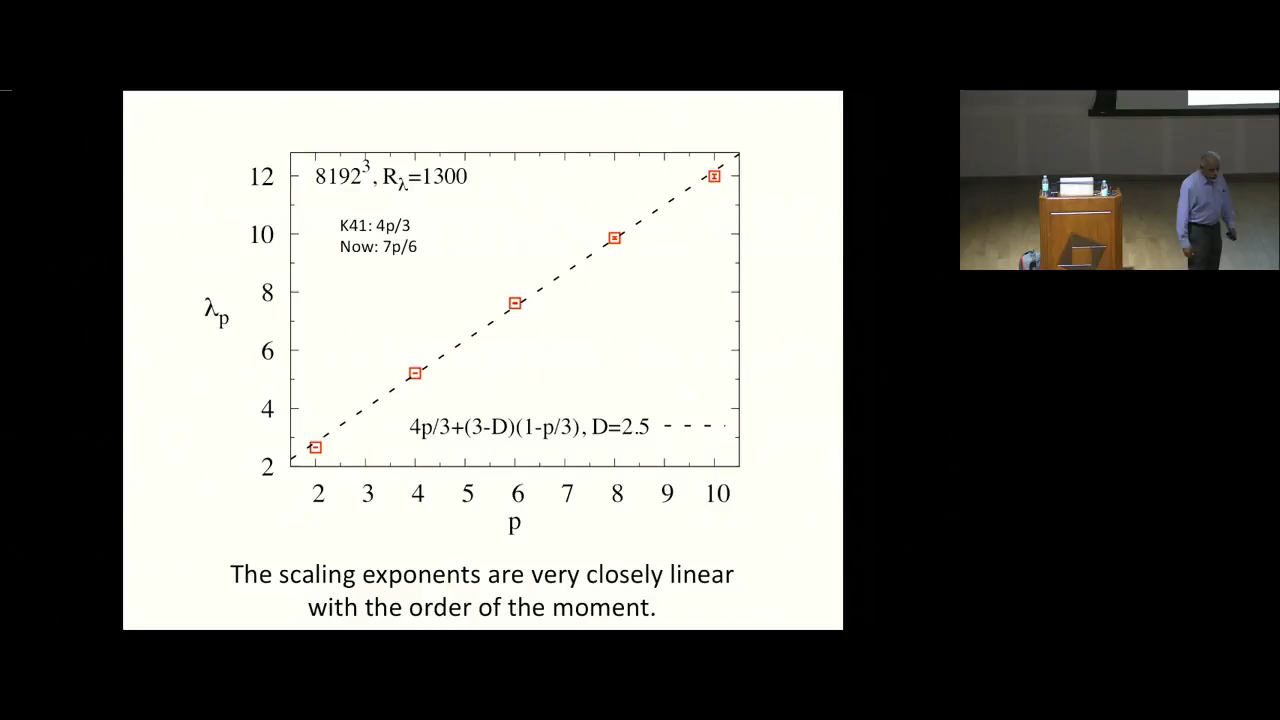 8192³, Rλ=1300
K41: 4p/3
Now: 7p/6
12
10
8
6
4
2
λp
4p/3+(3-D)(1-p/3), D=2.5
2 3 4 5 6 7 8 9 10
p
The scaling exponents are very closely linear
with the order of the moment.